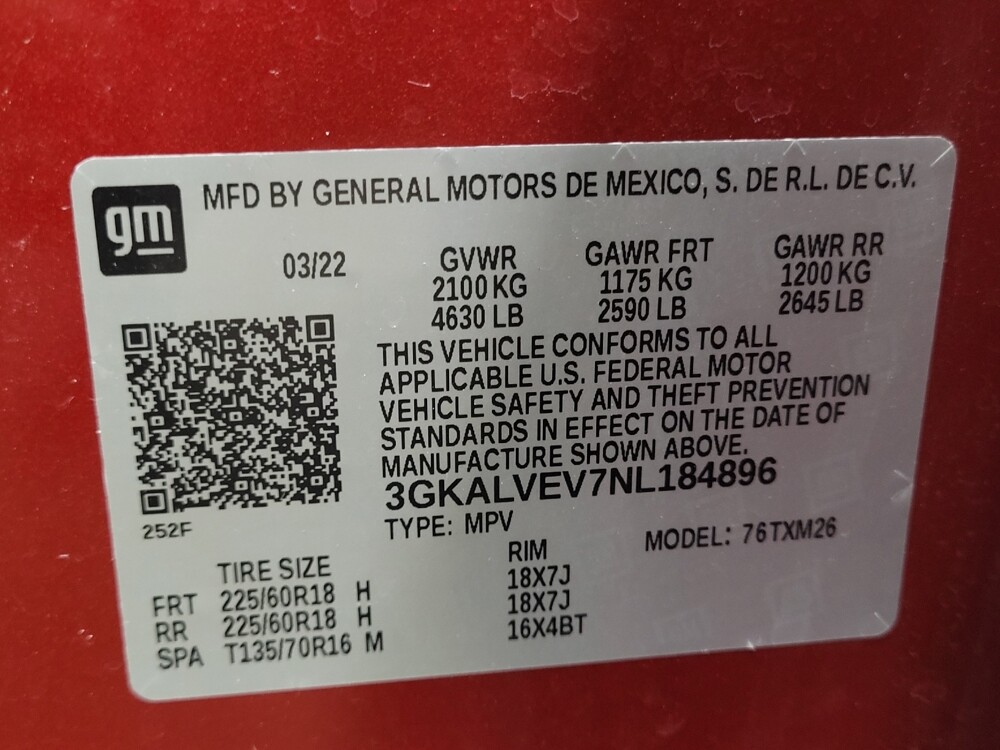 gm
MFD BY GENERAL MOTORS DE MEXICO, S. DE R.L. DE C.V.
03/22 GVWR GAWR FRT GAWR RR
2100 KG 1175 KG 1200 KG
4630 LB 2590 LB 2645 LB
THIS VEHICLE CONFORMS TO ALL
APPLICABLE U.S. FEDERAL MOTOR
VEHICLE SAFETY AND THEFT PREVENTION
STANDARDS IN EFFECT ON THE DATE OF
MANUFACTURE SHOWN ABOVE.
3GKALVEV7NL184896
252F
TYPE: MPV MODEL: 76TXM26
TIRE SIZE RIM
FRT 225/60R18 H 18X7J
RR 225/60R18 H 18X7J
SPA T135/70R16 M 16X4BT